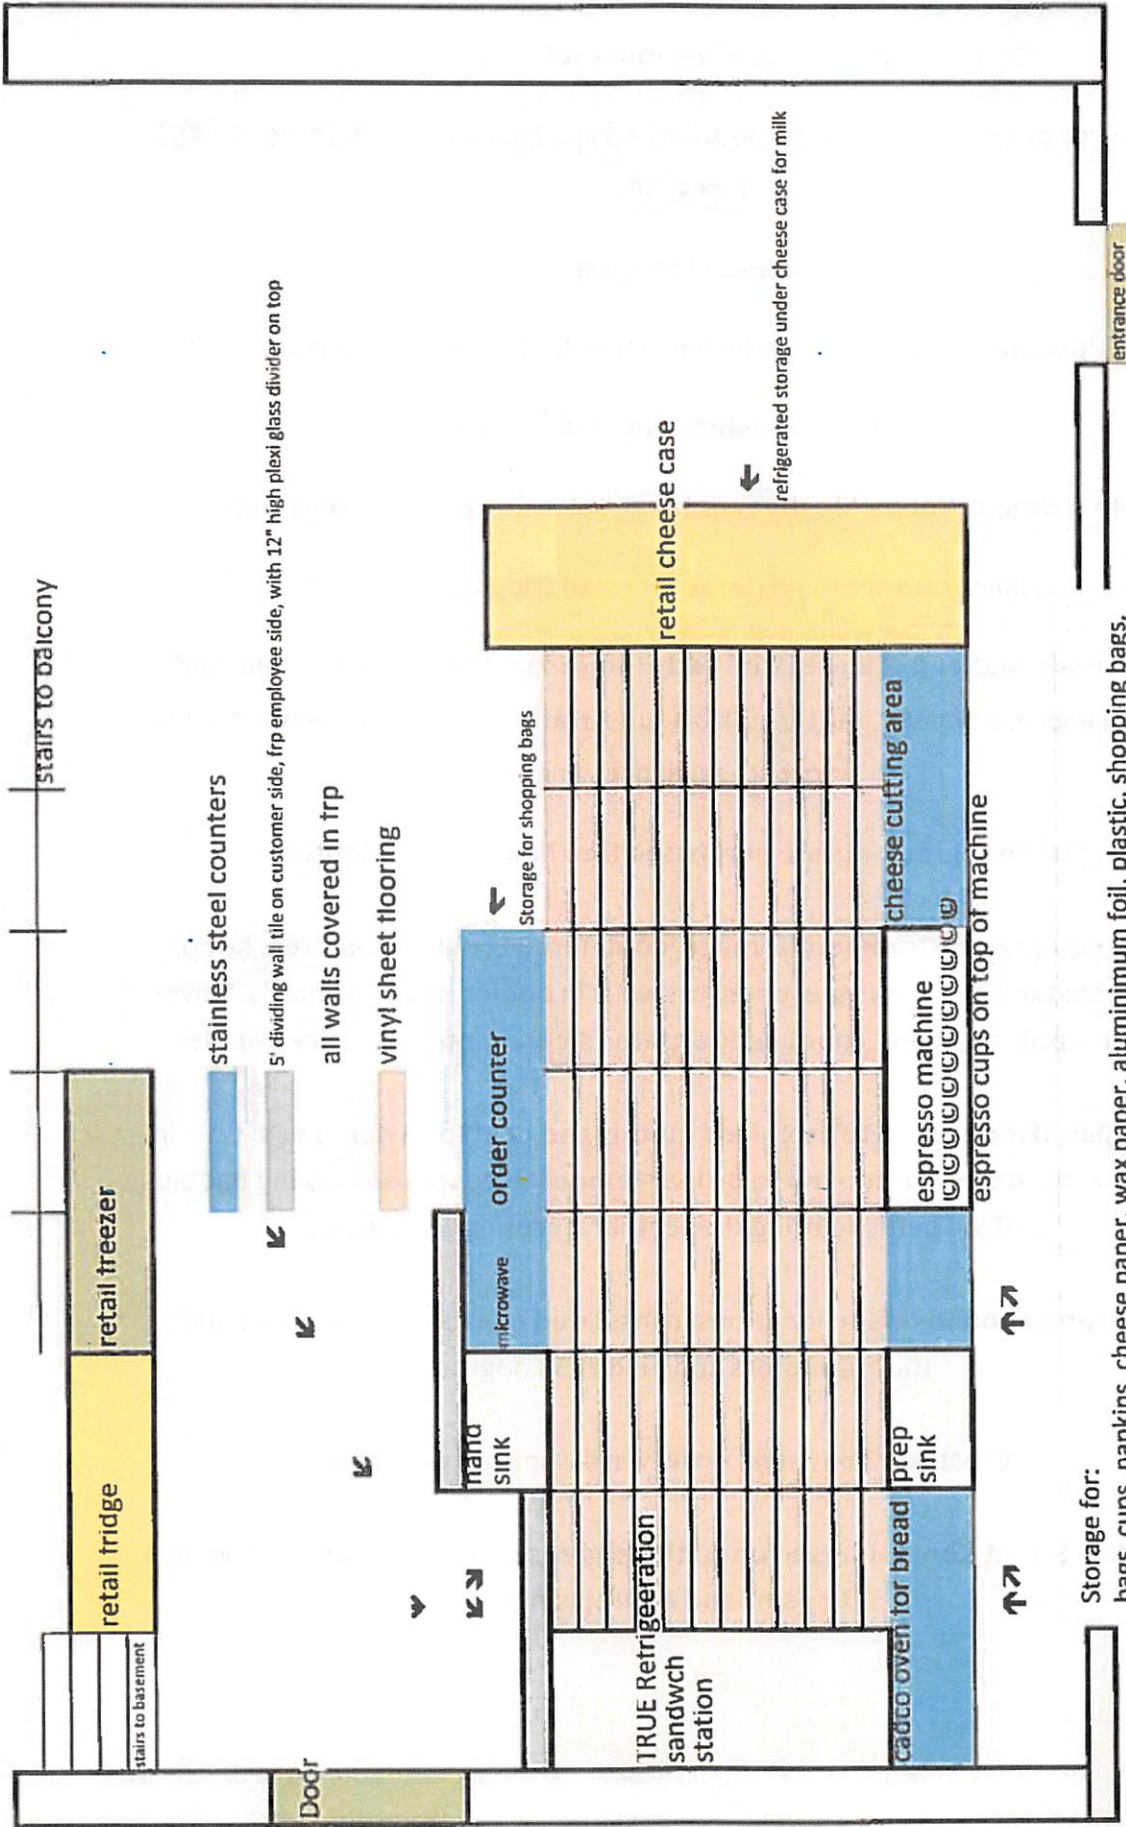 stairs to balcony
retail freezer
retail fridge
stairs to basement
stainless steel counters
5' dividing wall tile on customer side, frp employee side, with 12" high plexi glass divider on top
all walls covered in frp
vinyl sheet flooring
Door
Storage for shopping bags
order counter
microwave
hand
sink
TRUE Refrigeeration
sandwch
station
retail cheese case
refrigerated storage under cheese case for milk
cheese cutting area
espresso machine
espresso cups on top of machine
prep
sink
cadco oven for bread
entrance door
Storage for:
bags, cups, napkins, cheese paper, wax paper, aluminimum foil, plastic, shopping bags,